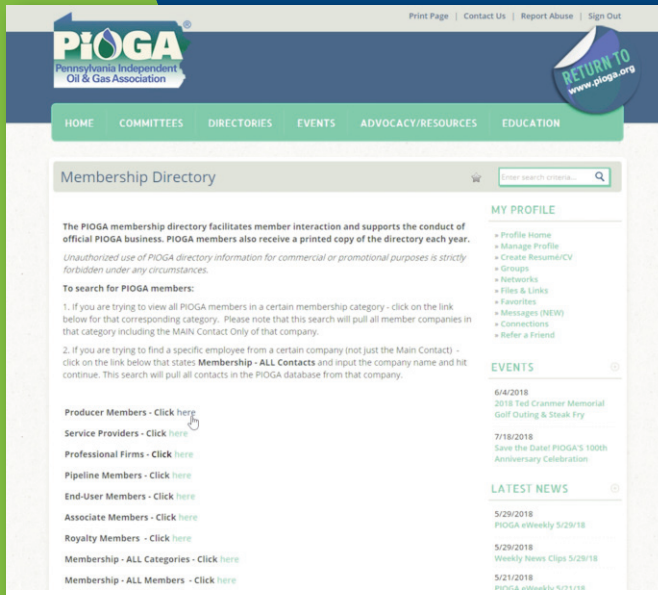 Print Page | Contact Us | Report Abuse | Sign Out
PIOGA®
Pennsylvania Independent
Oil & Gas Association
RETURN TO
www.pioga.org
HOME COMMITTEES DIRECTORIES EVENTS ADVOCACY/RESOURCES EDUCATION
Membership Directory
Enter search criteria...
The PIOGA membership directory facilitates member interaction and supports the conduct of
official PIOGA business. PIOGA members also receive a printed copy of the directory each year.
Unauthorized use of PIOGA directory information for commercial or promotional purposes is strictly
forbidden under any circumstances.
To search for PIOGA members:
1. If you are trying to view all PIOGA members in a certain membership category - click on the link
below for that corresponding category. Please note that this search will pull all member companies in
that category including the MAIN Contact Only of that company.
2. If you are trying to find a specific employee from a certain company (not just the Main Contact) -
click on the link below that states Membership - ALL Contacts and input the company name and hit
continue. This search will pull all contacts in the PIOGA database from that company.
Producer Members - Click here
Service Providers - Click here
Professional Firms - Click here
Pipeline Members - Click here
End-User Members - Click here
Associate Members - Click here
Royalty Members - Click here
Membership - ALL Categories - Click here
Membership - ALL Members - Click here
MY PROFILE
» Profile Home
» Manage Profile
» Create Resumé/CV
» Groups
» Networks
» Files & Links
» Favorites
» Messages (NEW)
» Connections
» Refer a Friend
EVENTS
6/4/2018
2018 Ted Cranmer Memorial
Golf Outing & Steak Fry
7/18/2018
Save the Date! PIOGA'S 100th
Anniversary Celebration
LATEST NEWS
5/29/2018
PIOGA eWeekly 5/29/18
5/29/2018
Weekly News Clips 5/29/18
5/21/2018
PIOGA eWeekly 5/21/18